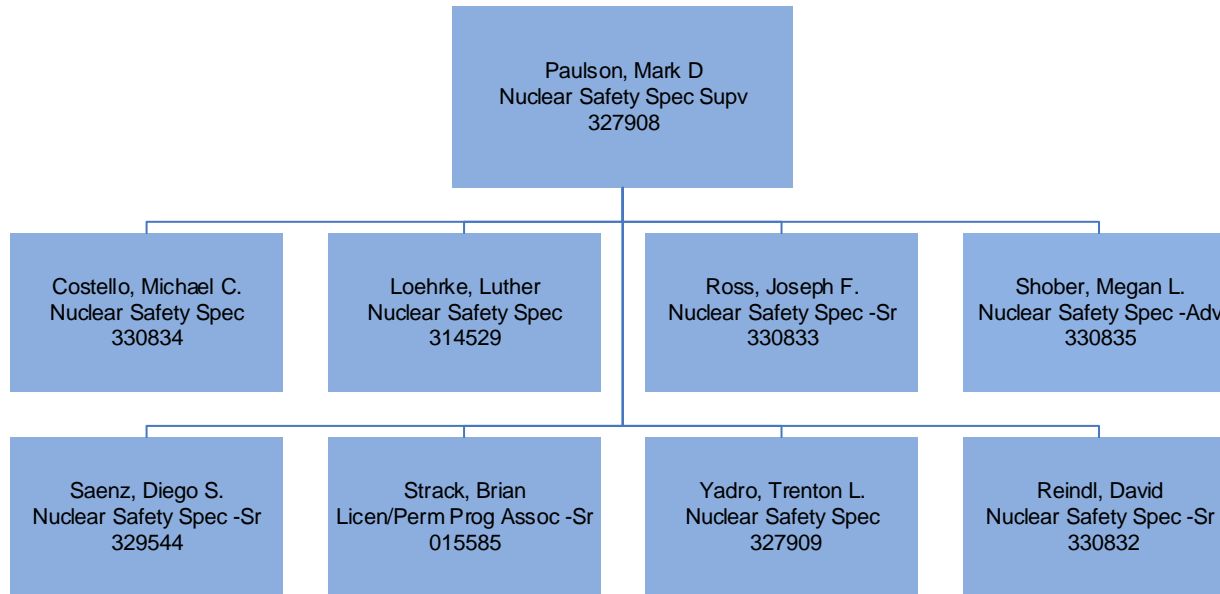 Paulson, Mark D
Nuclear Safety Spec Supv
327908
Costello, Michael C.
Nuclear Safety Spec
330834
Loehrke, Luther
Nuclear Safety Spec
314529
Ross, Joseph F.
Nuclear Safety Spec -Sr
330833
Shober, Megan L.
Nuclear Safety Spec -Adv
330835
Saenz, Diego S.
Nuclear Safety Spec -Sr
329544
Strack, Brian
Licen/Perm Prog Assoc -Sr
015585
Yadro, Trenton L.
Nuclear Safety Spec
327909
Reindl, David
Nuclear Safety Spec -Sr
330832